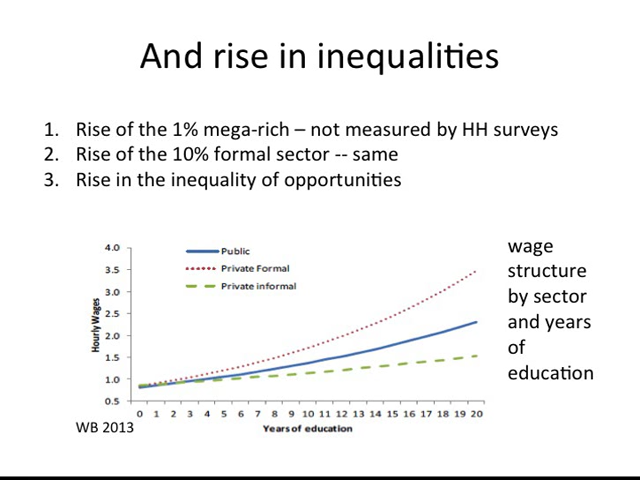 And rise in inequalities
1. Rise of the 1% mega-rich – not measured by HH surveys
2. Rise of the 10% formal sector -- same
3. Rise in the inequality of opportunities
wage
structure
by sector
and years
of
education
4.0
3.5
3.0
2.5
2.0
1.5
1.0
0.5
Hourly Wages
Public
Private Formal
Private informal
0 1 2 3 4 5 6 7 8 9 10 11 12 13 14 15 16 17 18 19 20
Years of education
WB 2013